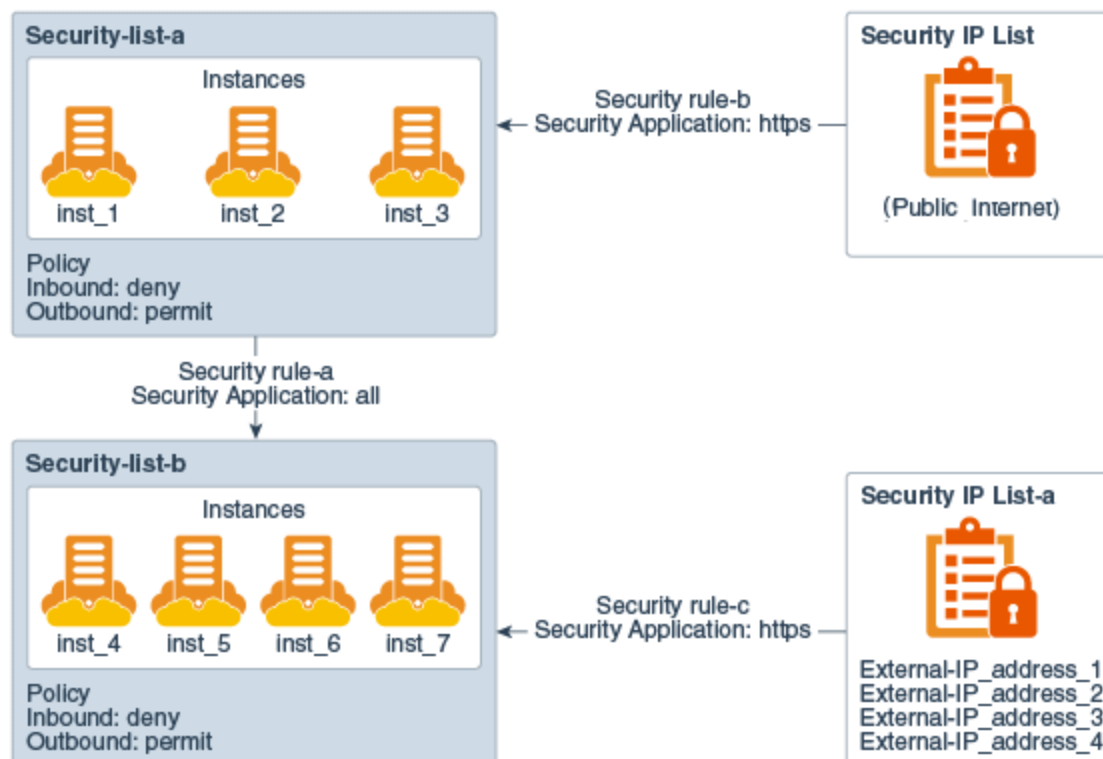 Security-list-a
Instances
inst_1
inst_2
inst_3
Policy
Inbound: deny
Outbound: permit
Security rule-b
Security Application: https
Security IP List
(Public Internet)
Security rule-a
Security Application: all
Security-list-b
Instances
inst_4
inst_5
inst_6
inst_7
Policy
Inbound: deny
Outbound: permit
Security rule-c
Security Application: https
Security IP List-a
External-IP_address_1
External-IP_address_2
External-IP_address_3
External-IP_address_4